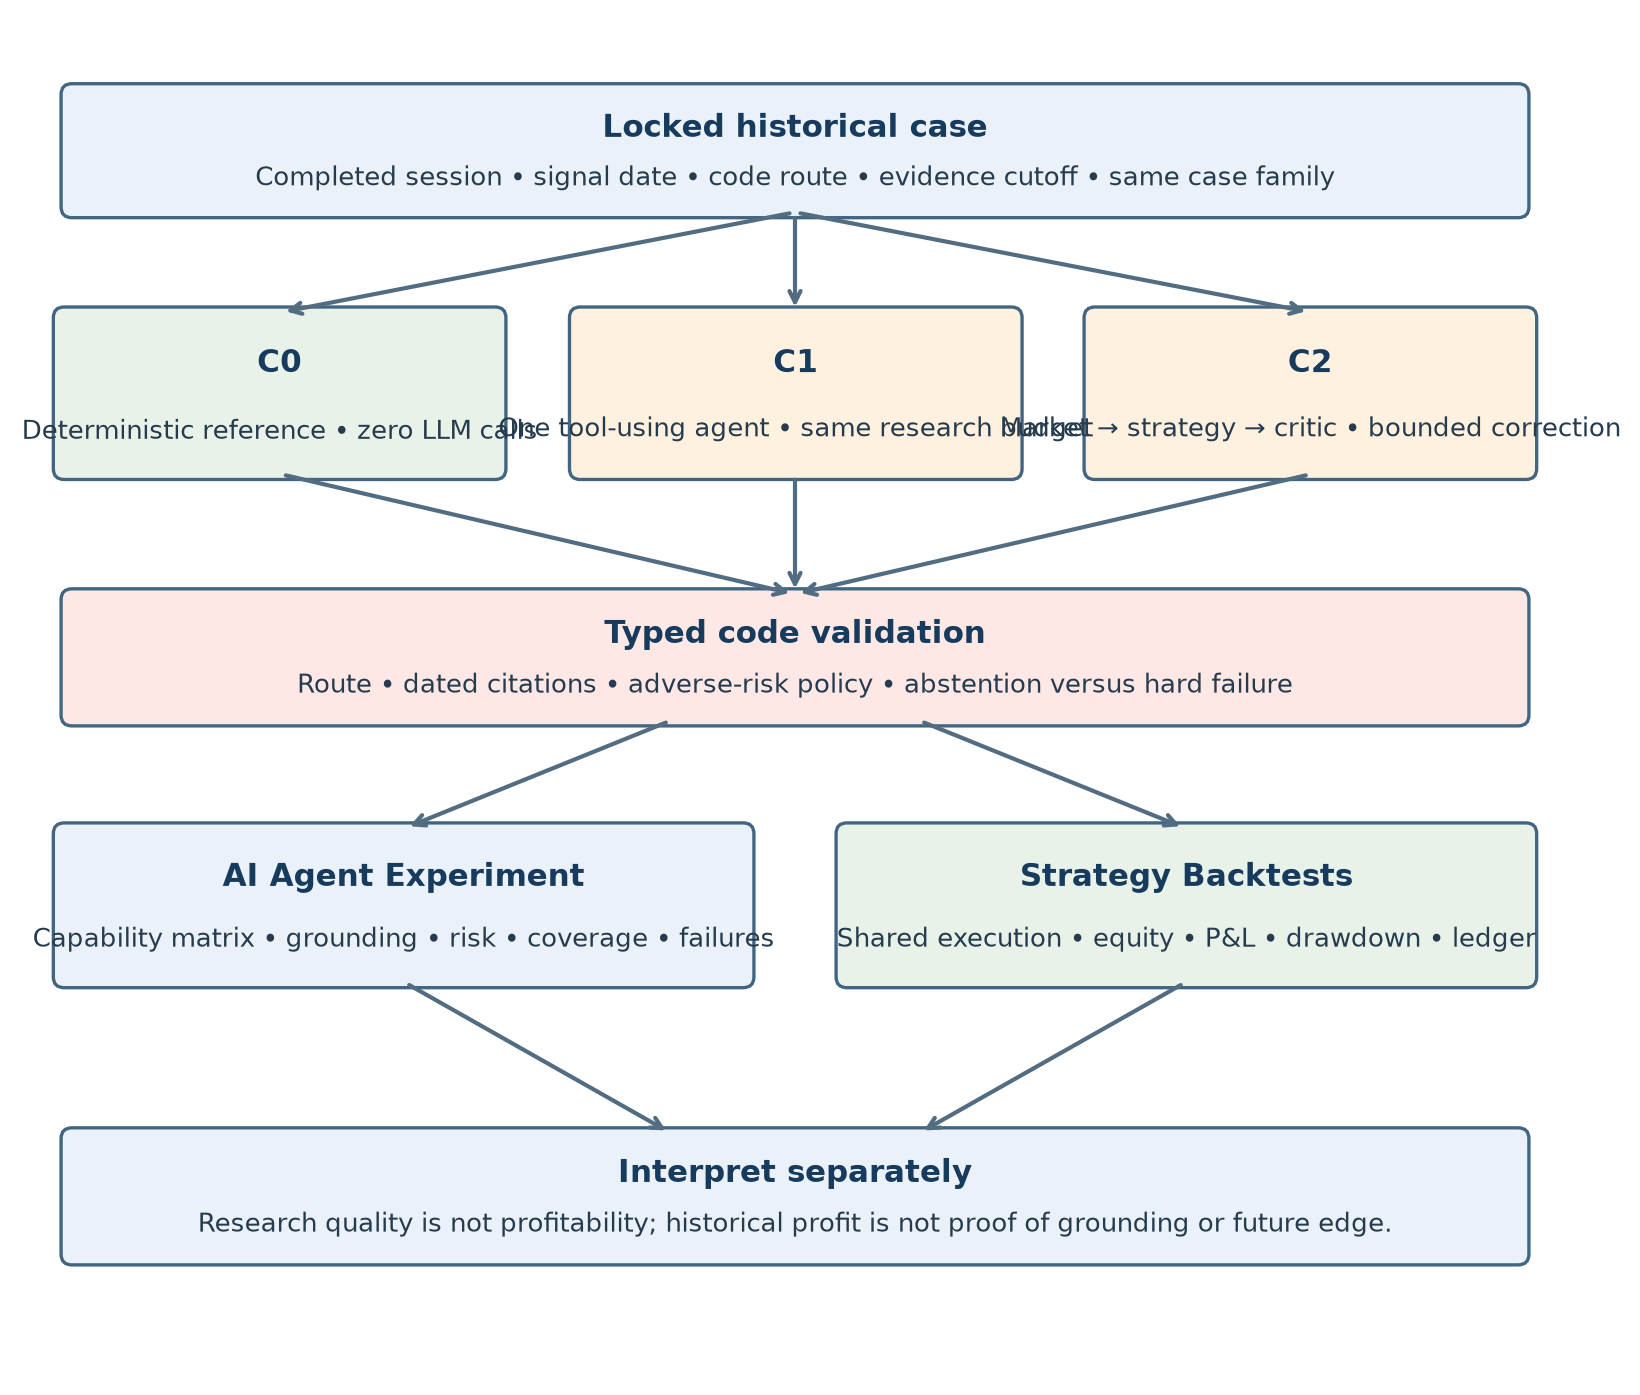 Locked historical case
Completed session • signal date • code route • evidence cutoff • same case family
C0
Deterministic reference • zero LLM calls
C1
One tool-using agent • same research budget
C2
Market → strategy → critic • bounded correction
Typed code validation
Route • dated citations • adverse-risk policy • abstention versus hard failure
AI Agent Experiment
Capability matrix • grounding • risk • coverage • failures
Strategy Backtests
Shared execution • equity • P&L • drawdown • ledger
Interpret separately
Research quality is not profitability; historical profit is not proof of grounding or future edge.